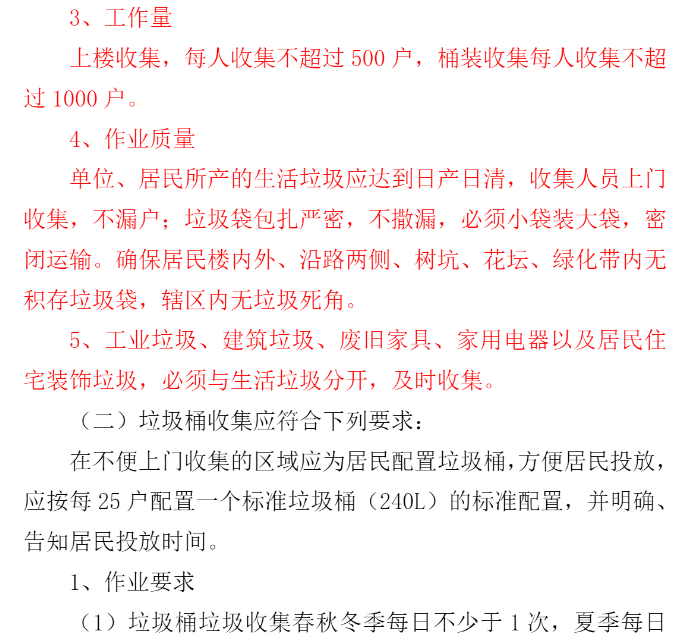 3、工作量
上楼收集，每人收集不超过 500 户，桶装收集每人收集不超
过 1000 户。
4、作业质量
单位、居民所产的生活垃圾应达到日产日清，收集人员上门
收集，不漏户；垃圾袋包扎严密，不撒漏，必须小袋装大袋，密
闭运输。确保居民楼内外、沿路两侧、树坑、花坛、绿化带内无
积存垃圾袋，辖区内无垃圾死角。
5、工业垃圾、建筑垃圾、废旧家具、家用电器以及居民住
宅装饰垃圾，必须与生活垃圾分开，及时收集。
（二）垃圾桶收集应符合下列要求：
在不便上门收集的区域应为居民配置垃圾桶，方便居民投放，
应按每 25 户配置一个标准垃圾桶（240L）的标准配置，并明确、
告知居民投放时间。
1、作业要求
（1）垃圾桶垃圾收集春秋冬季每日不少于 1 次，夏季每日